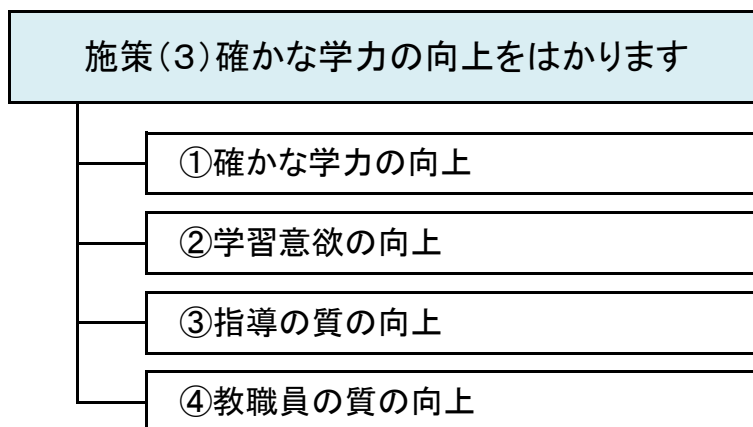 施策(3)確かな学力の向上をはかります
①確かな学力の向上
②学習意欲の向上
③指導の質の向上
④教職員の質の向上